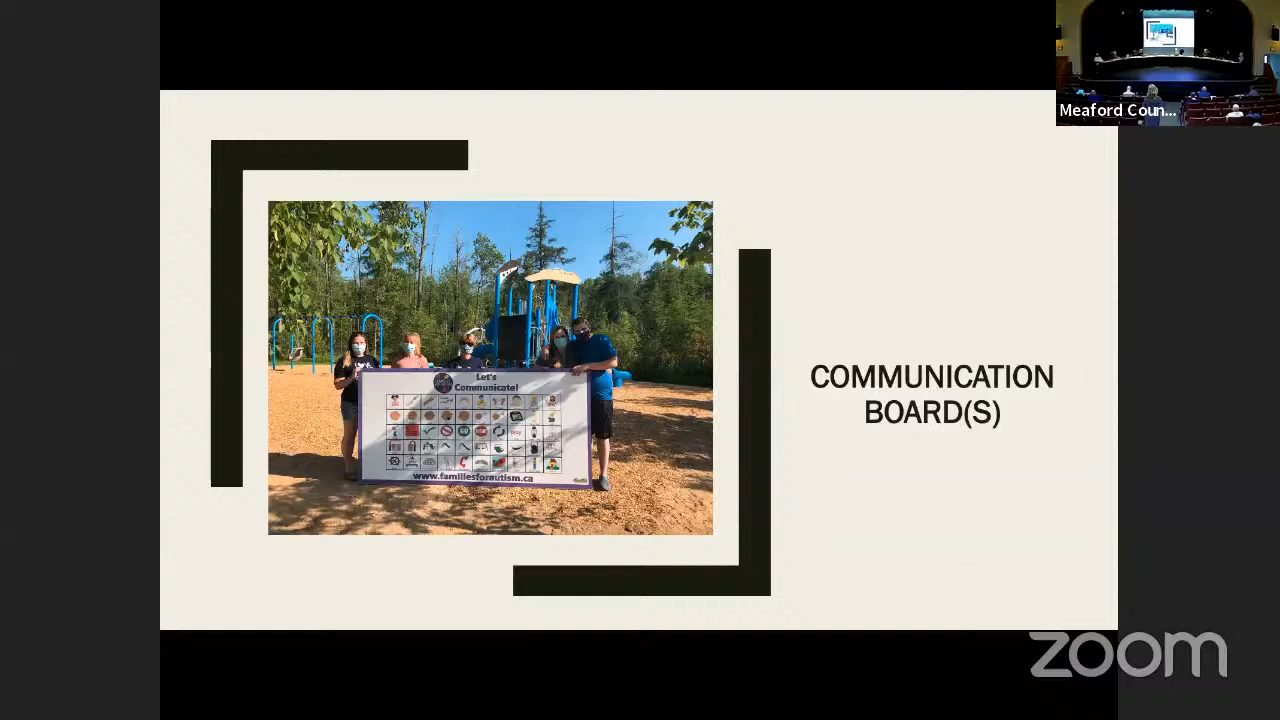 Meaford Coun...
Let's
Communicate!
www.familiesforautism.ca
COMMUNICATION
BOARD(S)
zoom